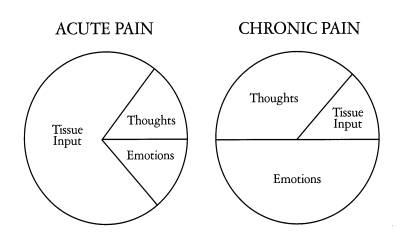 ACUTE PAIN
Tissue
Input
Thoughts
Emotions
CHRONIC PAIN
Thoughts
Tissue
Input
Emotions